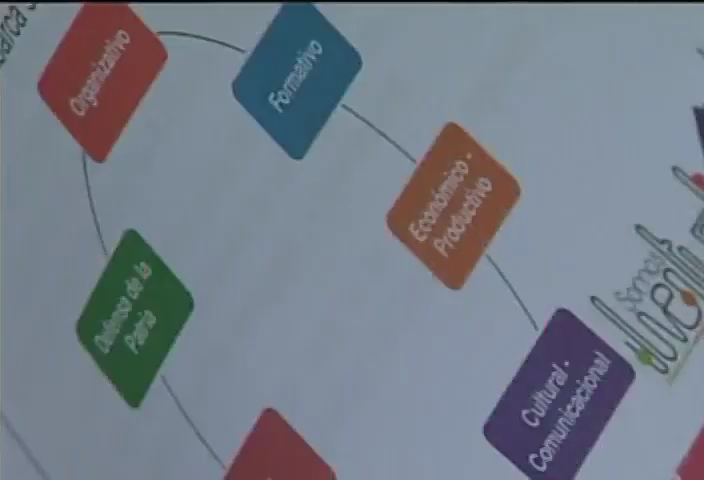 Organizativo
Formativo
Económico -
Productivo
Defensa de la
Patria
Cultural -
Comunicacional
Somos